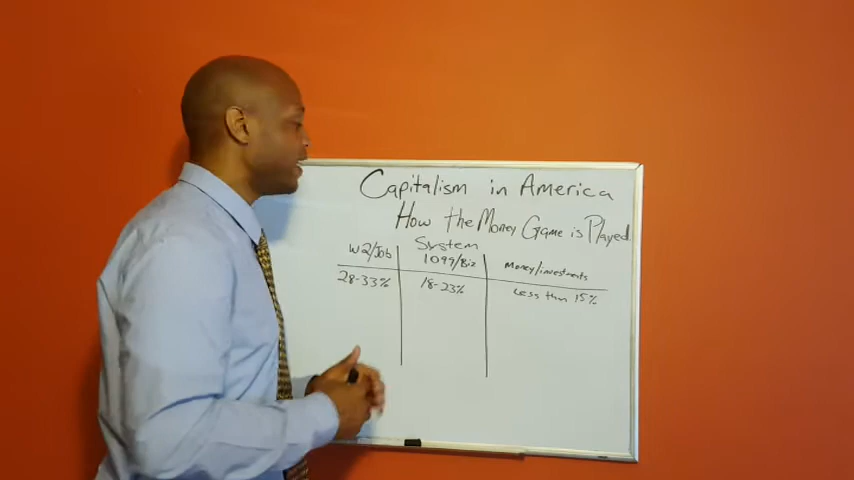 Capitalism in America
How the Money Game is Played
System
W2/Job 1099/Biz Money/investments
28-33% 18-23% Less than 15%